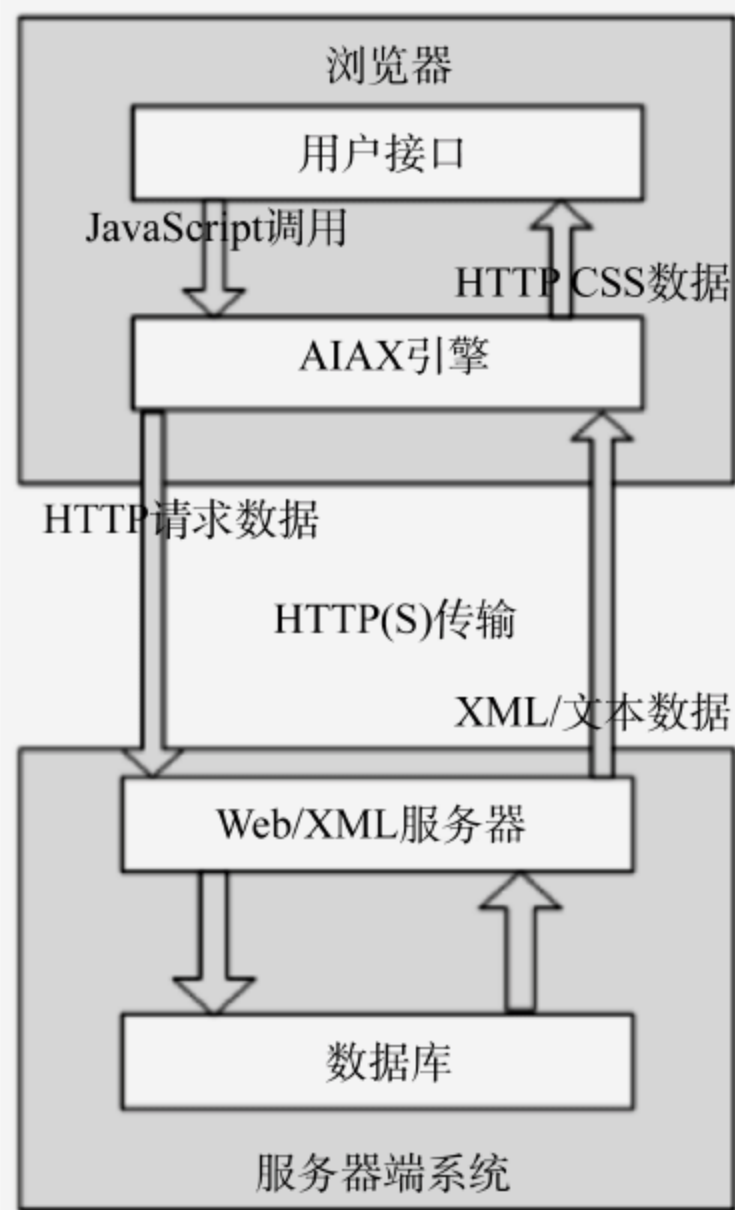 浏览器
用户接口
JavaScript调用
HTTP CSS数据
AIAX引擎
HTTP请求数据
HTTP(S)传输
XML/文本数据
Web/XML服务器
数据库
服务器端系统